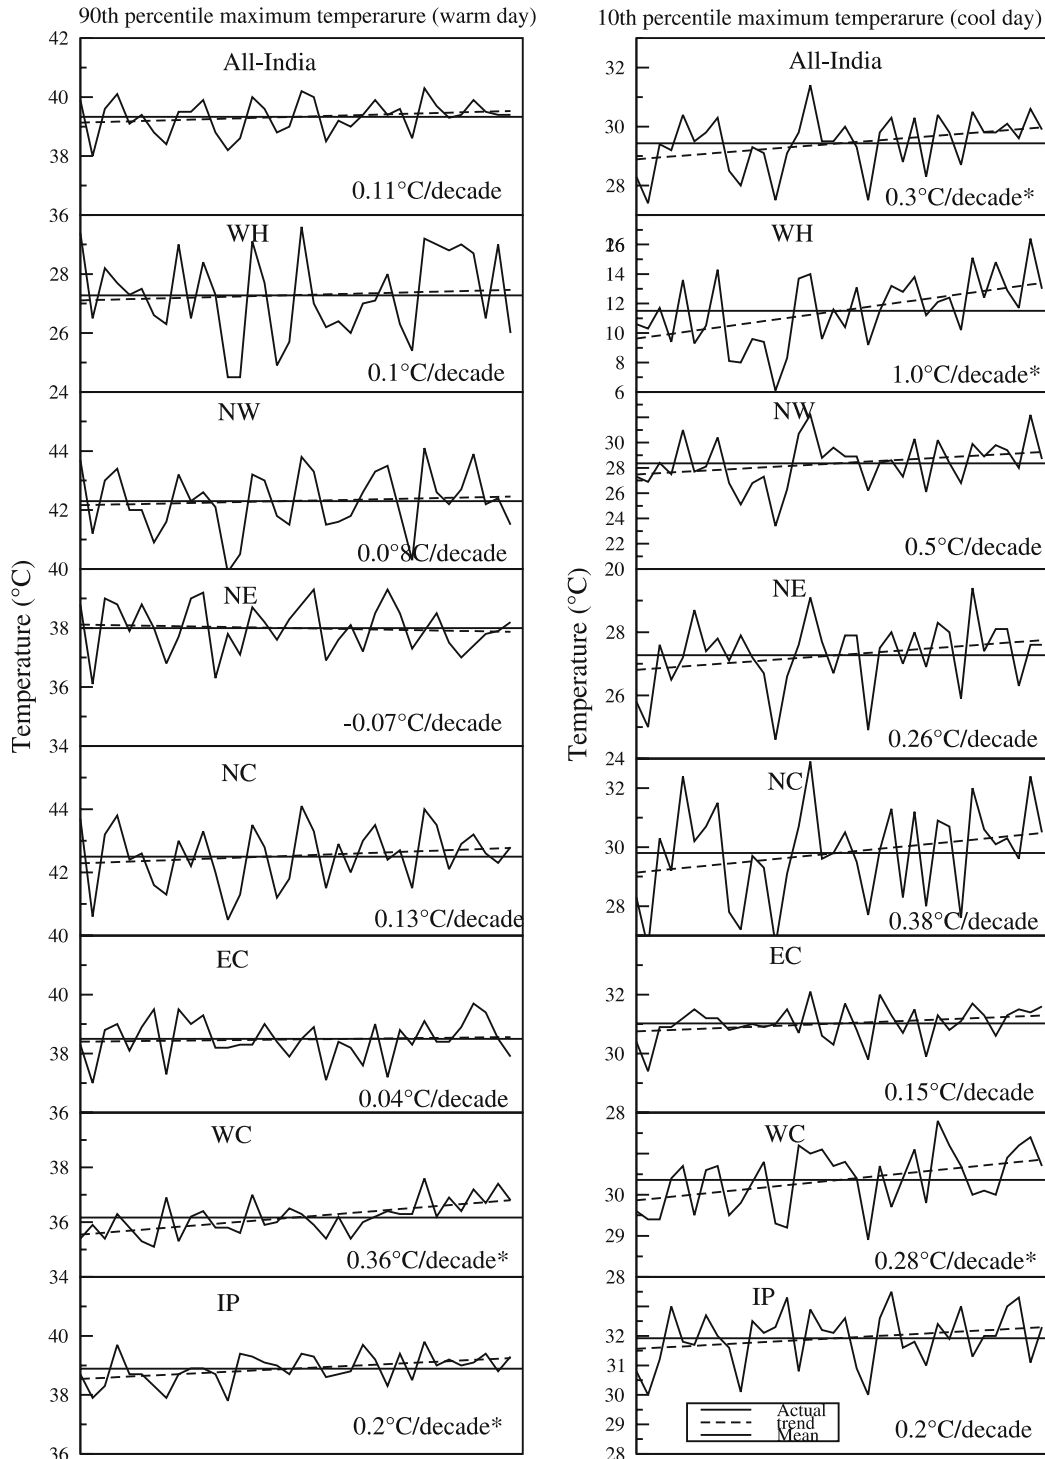 90th percentile maximum temperarure (warm day)
42
All-India
40
38
0.11°C/decade
36
WH
28
26
0.1°C/decade
24
NW
44
42
0.0°8C/decade
40
NE
38
36
-0.07°C/decade
34
NC
44
42
0.13°C/decade
40
EC
40
38
0.04°C/decade
36
WC
38
36
0.36°C/decade*
34
IP
40
38
0.2°C/decade*
36
Temperature (°C)
10th percentile maximum temperarure (cool day)
32
All-India
30
28
0.3°C/decade*
16
WH
14
12
10
8
1.0°C/decade*
6
NW
30
28
26
24
22
0.5°C/decade
20
NE
28
26
0.26°C/decade
24
NC
32
30
28
0.38°C/decade
EC
32
30
0.15°C/decade
28
WC
30
29
0.28°C/decade*
28
IP
32
31
30
29
28
0.2°C/decade
Actual
trend
Mean
Temperature (°C)